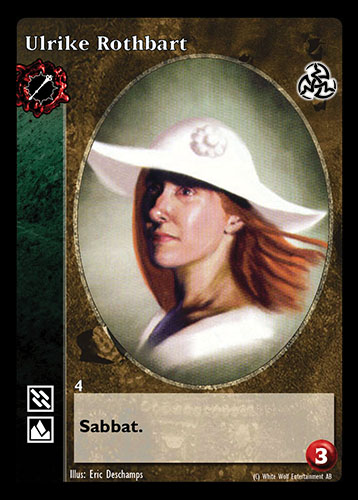 Ulrike Rothbart
4
Sabbat.
3
Illus: Eric Deschamps
(C) White Wolf Entertainment AB